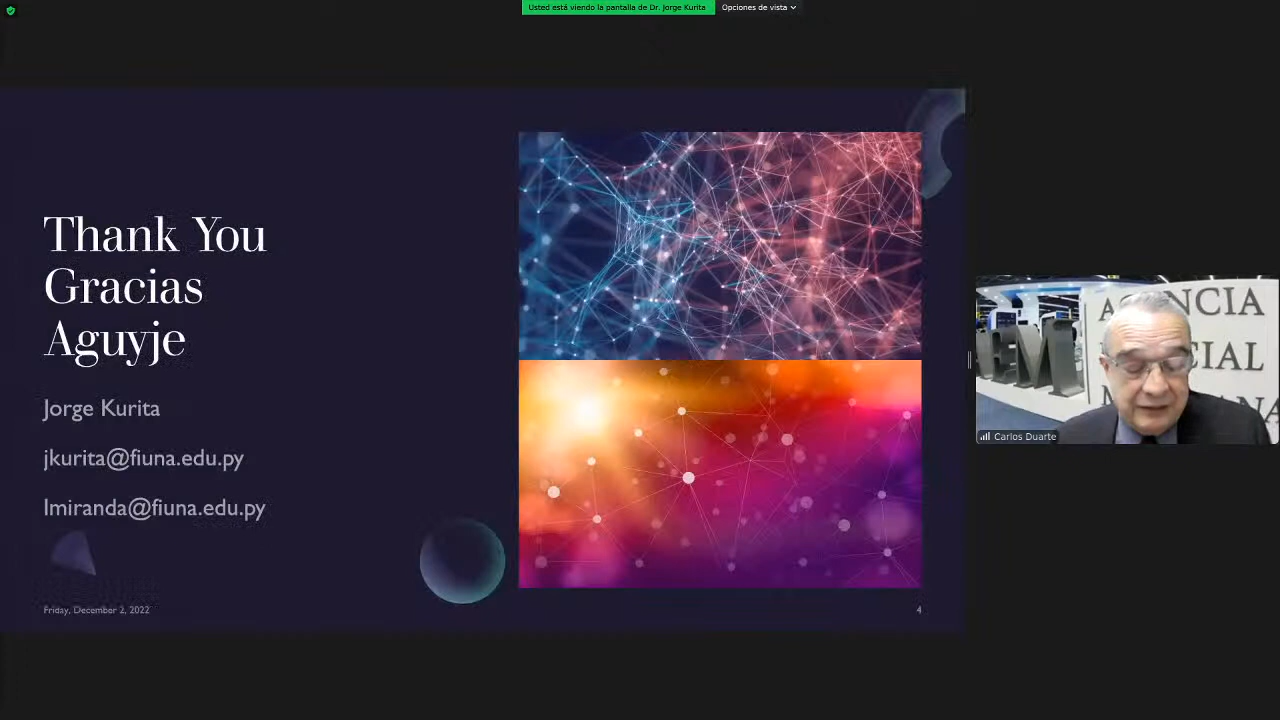 Usted está viendo la pantalla de Dr. Jorge Kurita
Opciones de vista
Thank You
Gracias
Aguyje
Jorge Kurita
jkurita@fiuna.edu.py
lmiranda@fiuna.edu.py
Friday, December 2, 2022
4
Carlos Duarte